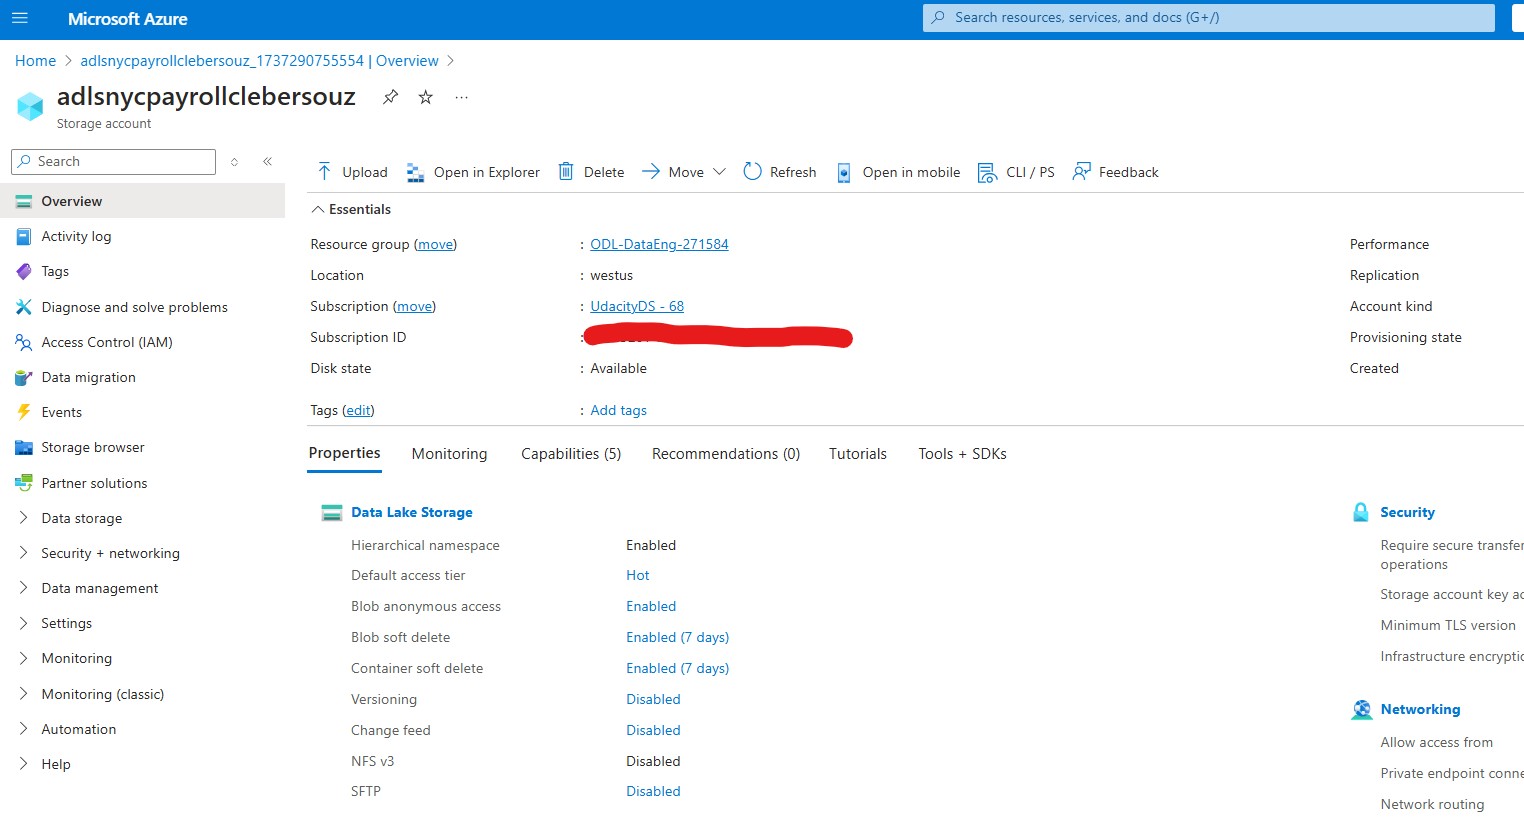 Microsoft Azure
Search resources, services, and docs (G+/)
Home > adlsnycpayrollclebersouz_1737290755554 | Overview >
adlsnycpayrollclebersouz
Storage account
Search
Overview
Activity log
Tags
Diagnose and solve problems
Access Control (IAM)
Data migration
Events
Storage browser
Partner solutions
Data storage
Security + networking
Data management
Settings
Monitoring
Monitoring (classic)
Automation
Help
Upload Open in Explorer Delete Move Refresh Open in mobile CLI / PS Feedback
Essentials
Resource group (move) : ODL-DataEng-271584
Location : westus
Subscription (move) : UdacityDS - 68
Subscription ID :
Disk state : Available
Tags (edit) : Add tags
Performance
Replication
Account kind
Provisioning state
Created
Properties Monitoring Capabilities (5) Recommendations (0) Tutorials Tools + SDKs
Data Lake Storage
Hierarchical namespace Enabled
Default access tier Hot
Blob anonymous access Enabled
Blob soft delete Enabled (7 days)
Container soft delete Enabled (7 days)
Versioning Disabled
Change feed Disabled
NFS v3 Disabled
SFTP Disabled
Security
Require secure transfer
operations
Storage account key ac
Minimum TLS version
Infrastructure encryptic
Networking
Allow access from
Private endpoint conne
Network routing